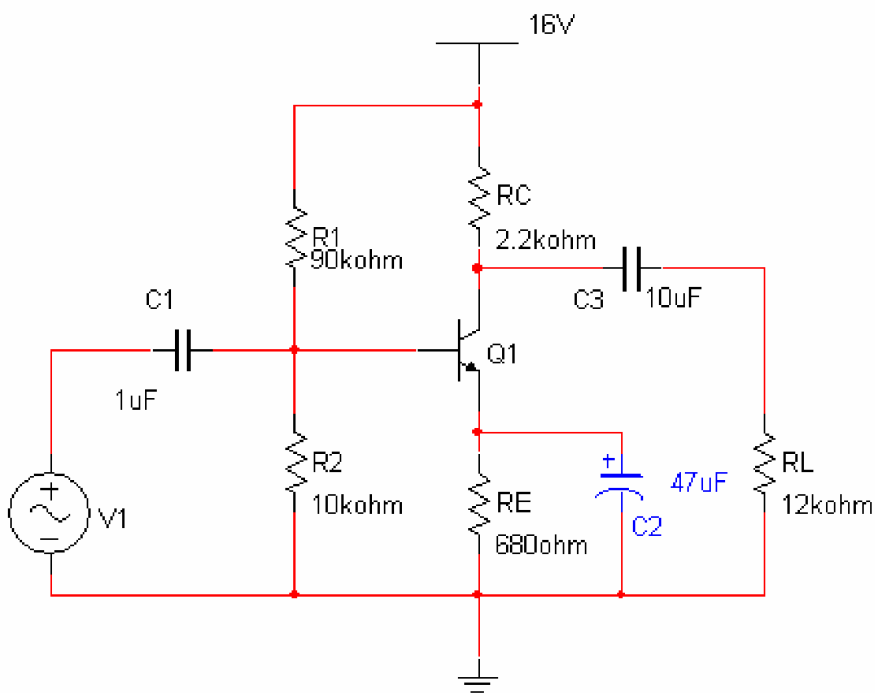 16V
RC
2.2kohm
R1
90kohm
C1
1uF
C3
10uF
Q1
R2
10kohm
V1
RE
680ohm
+
47uF
C2
RL
12kohm